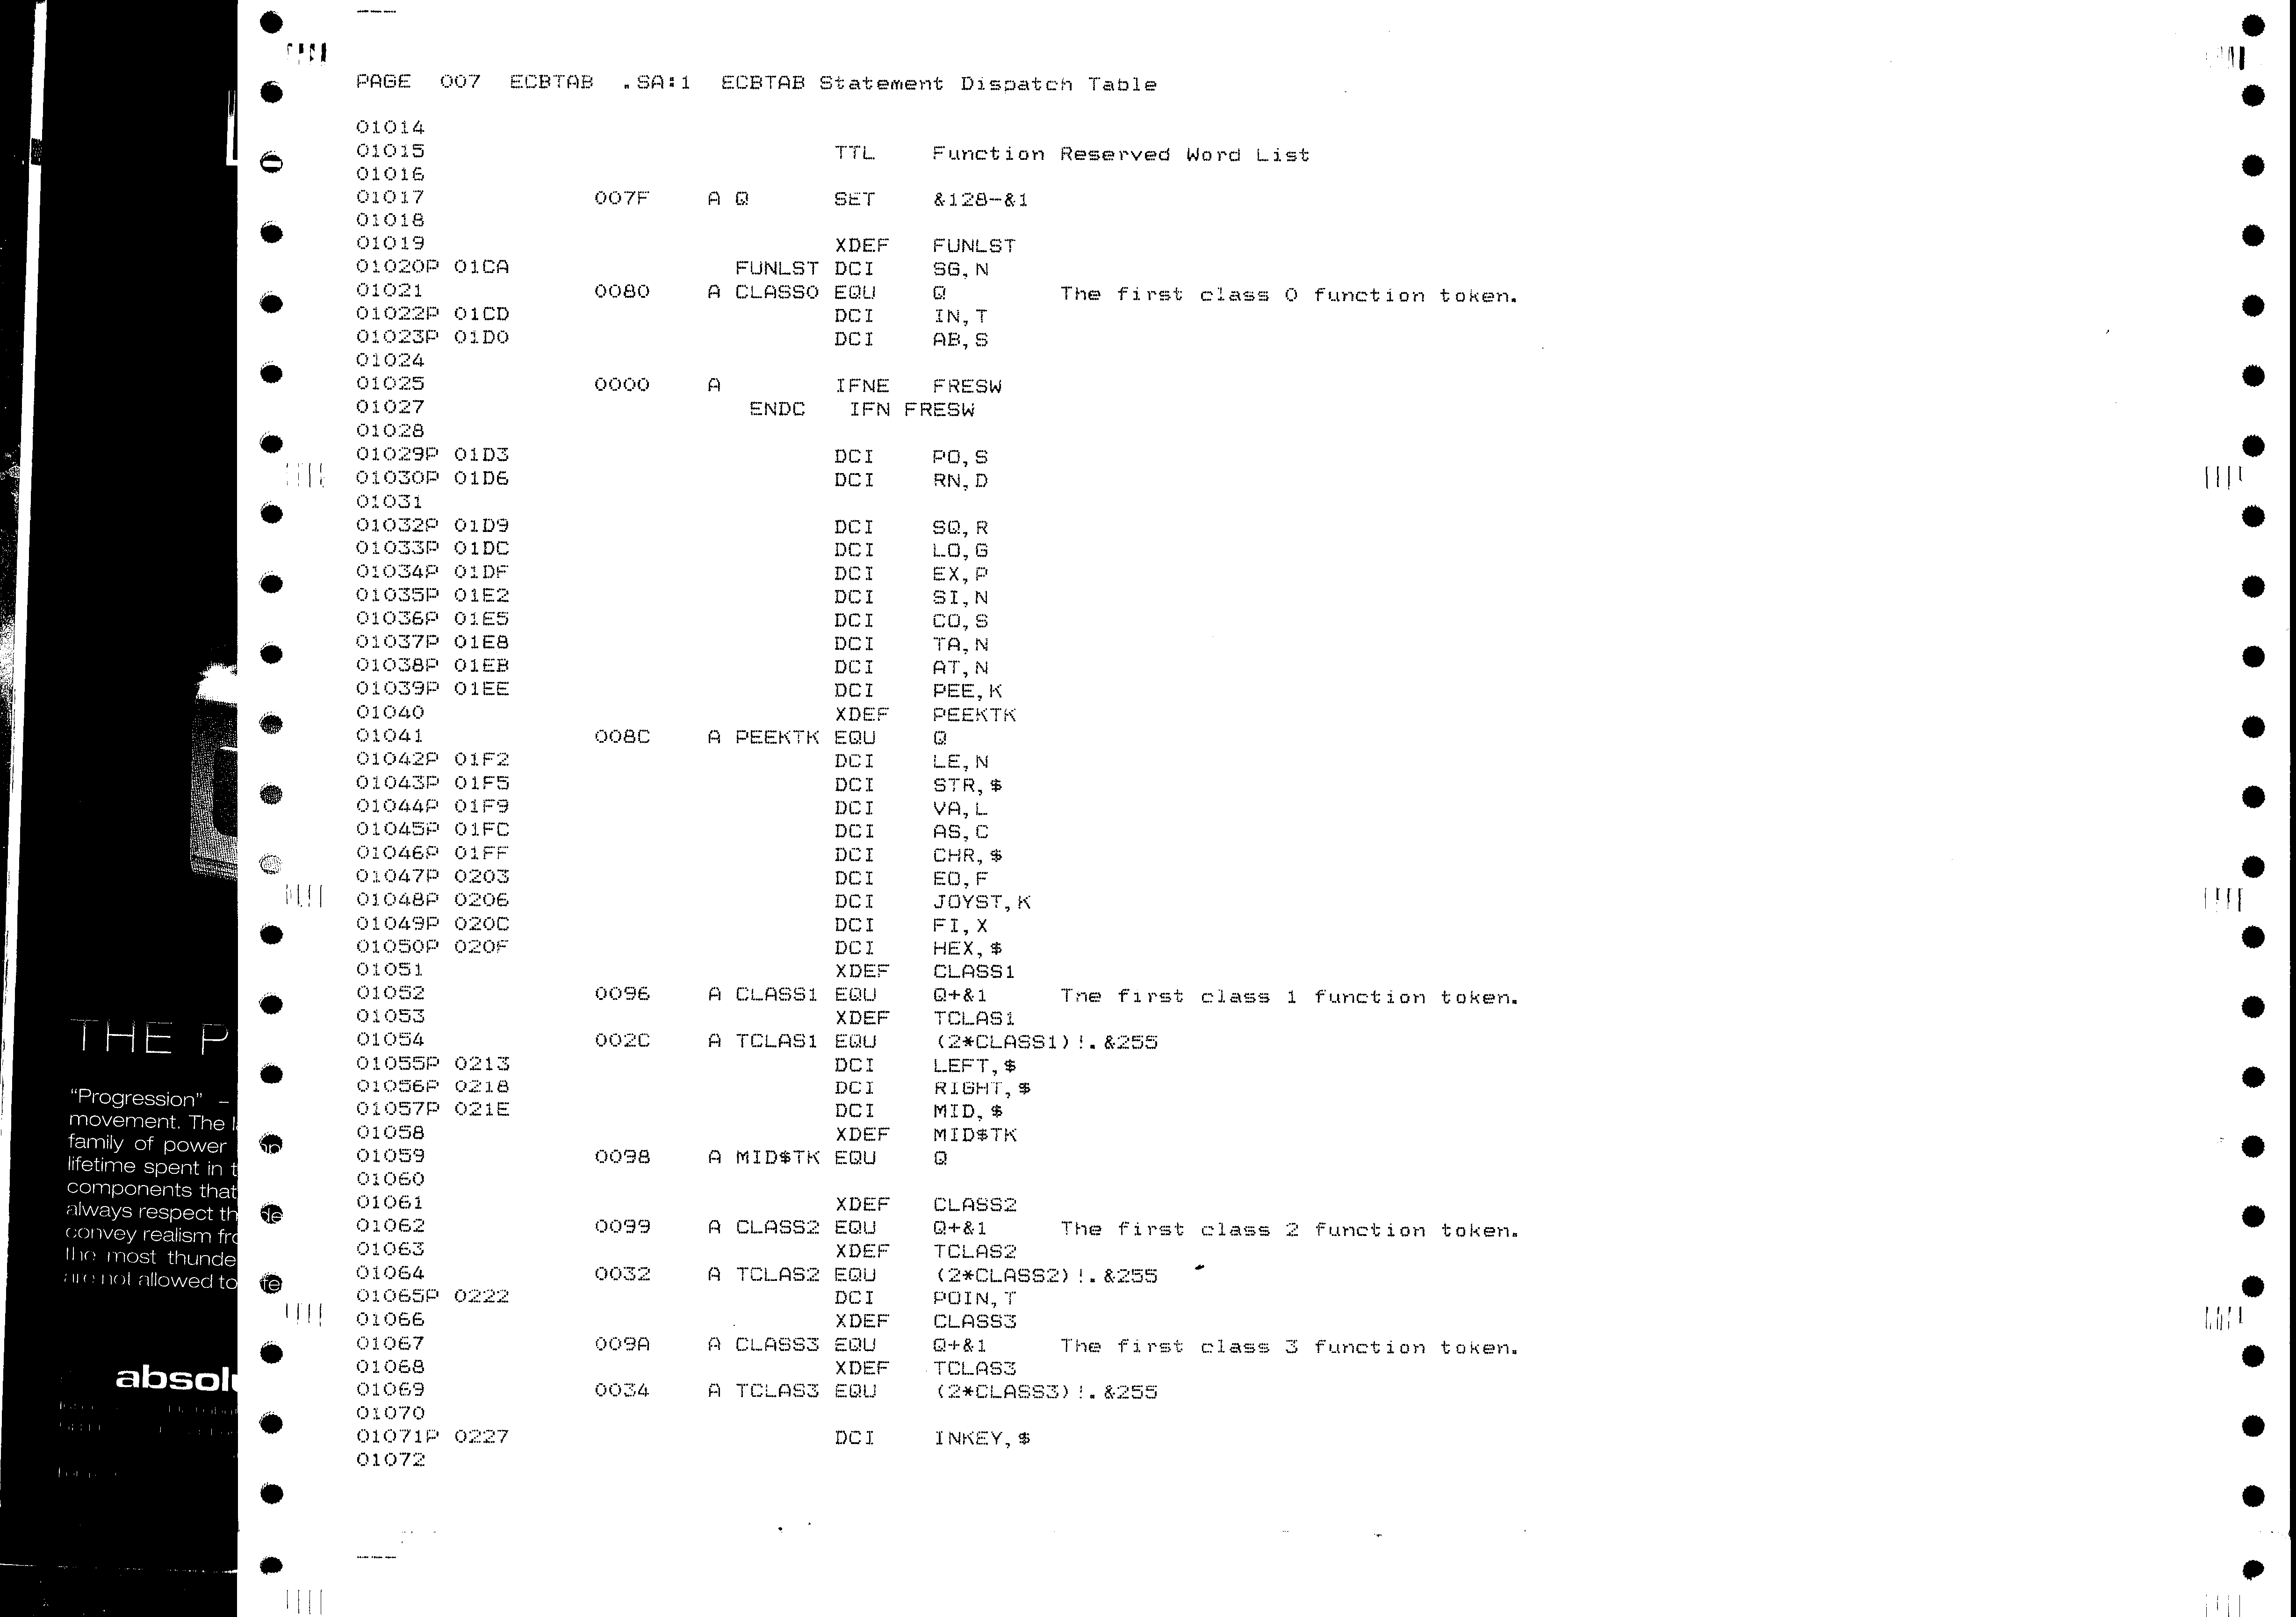 PAGE 007 ECBTAB .SA:1 ECBTAB Statement Dispatch Table
01014
01015 TTL Function Reserved Word List
01016
01017 007F A Q SET &128-&1
01018
01019 XDEF FUNLST
01020P 01CA FUNLST DCI SG,N
01021 0080 A CLASS0 EQU Q The first class 0 function token.
01022P 01CD DCI IN,T
01023P 01D0 DCI AB,S
01024
01025 0000 A IFNE FRESW
01027 ENDC IFN FRESW
01028
01029P 01D3 DCI PO,S
01030P 01D6 DCI RN,D
01031
01032P 01D9 DCI SQ,R
01033P 01DC DCI LO,G
01034P 01DF DCI EX,P
01035P 01E2 DCI SI,N
01036P 01E5 DCI CO,S
01037P 01E8 DCI TA,N
01038P 01EB DCI AT,N
01039P 01EE DCI PEE,K
01040 XDEF PEEKTK
01041 008C A PEEKTK EQU Q
01042P 01F2 DCI LE,N
01043P 01F5 DCI STR,$
01044P 01F9 DCI VA,L
01045P 01FC DCI AS,C
01046P 01FF DCI CHR,$
01047P 0203 DCI EO,F
01048P 0206 DCI JOYST,K
01049P 020C DCI FI,X
01050P 020F DCI HEX,$
01051 XDEF CLASS1
01052 0096 A CLASS1 EQU Q+&1 The first class 1 function token.
01053 XDEF TCLAS1
01054 002C A TCLAS1 EQU (2*CLASS1)!.&255
01055P 0213 DCI LEFT,$
01056P 0218 DCI RIGHT,$
01057P 021E DCI MID,$
01058 XDEF MID$TK
01059 0098 A MID$TK EQU Q
01060
01061 XDEF CLASS2
01062 0099 A CLASS2 EQU Q+&1 The first class 2 function token.
01063 XDEF TCLAS2
01064 0032 A TCLAS2 EQU (2*CLASS2)!.&255
01065P 0222 DCI POIN,T
01066 XDEF CLASS3
01067 009A A CLASS3 EQU Q+&1 The first class 3 function token.
01068 XDEF TCLAS3
01069 0034 A TCLAS3 EQU (2*CLASS3)!.&255
01070
01071P 0227 DCI INKEY,$
01072
THE P
"Progression" –
movement. The
family of power
lifetime spent in
components that
always respect
convey realism
the most thunde
are not allowed to
absol